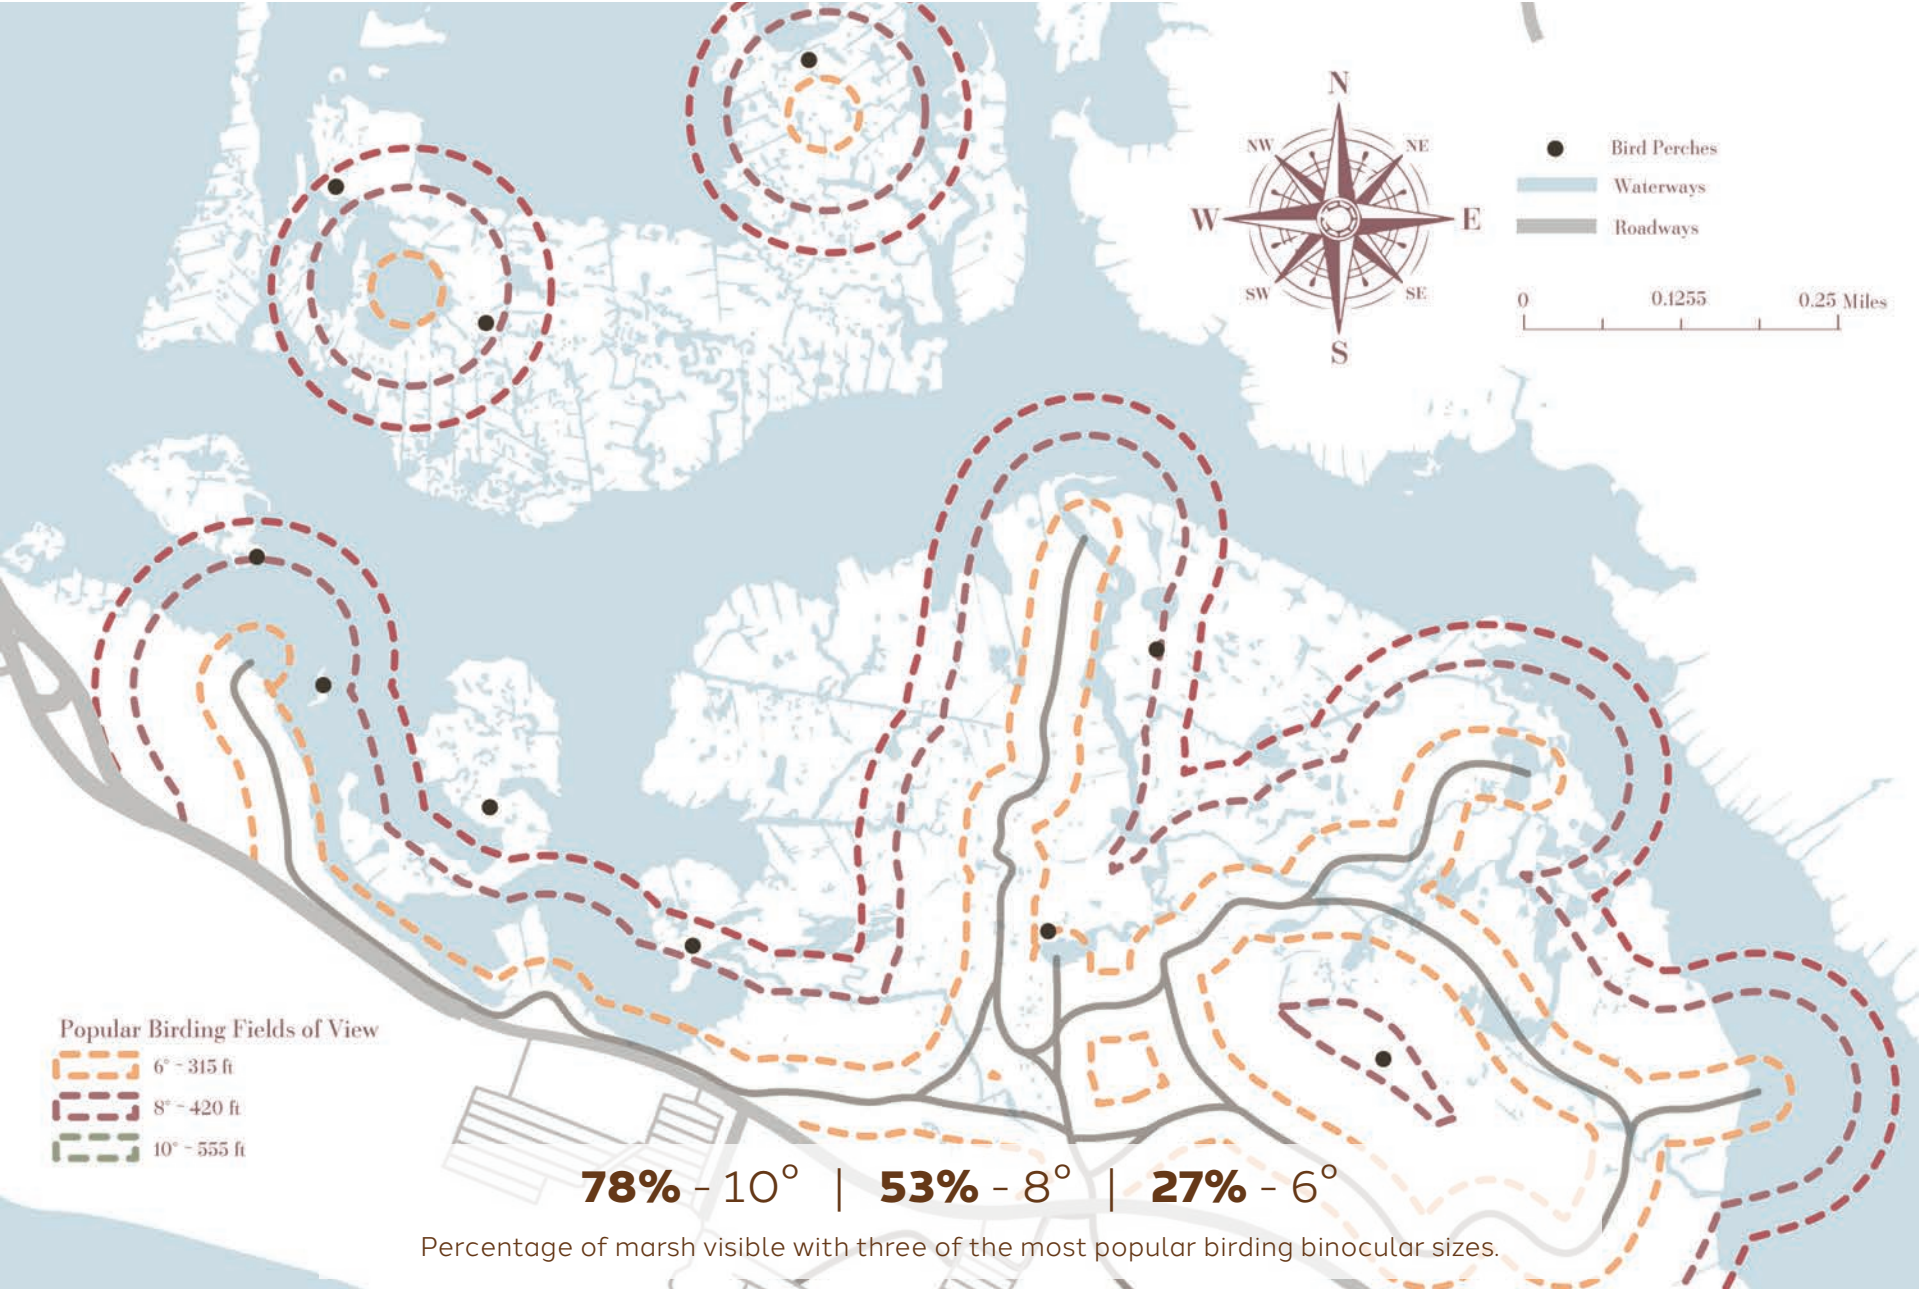 N
NW
NE
W
E
SW
SE
S
Bird Perches
Waterways
Roadways
0 0.1255 0.25 Miles
Popular Birding Fields of View
6° - 315 ft
8° - 420 ft
10° - 555 ft
78% - 10° | 53% - 8° | 27% - 6°
Percentage of marsh visible with three of the most popular birding binocular sizes.